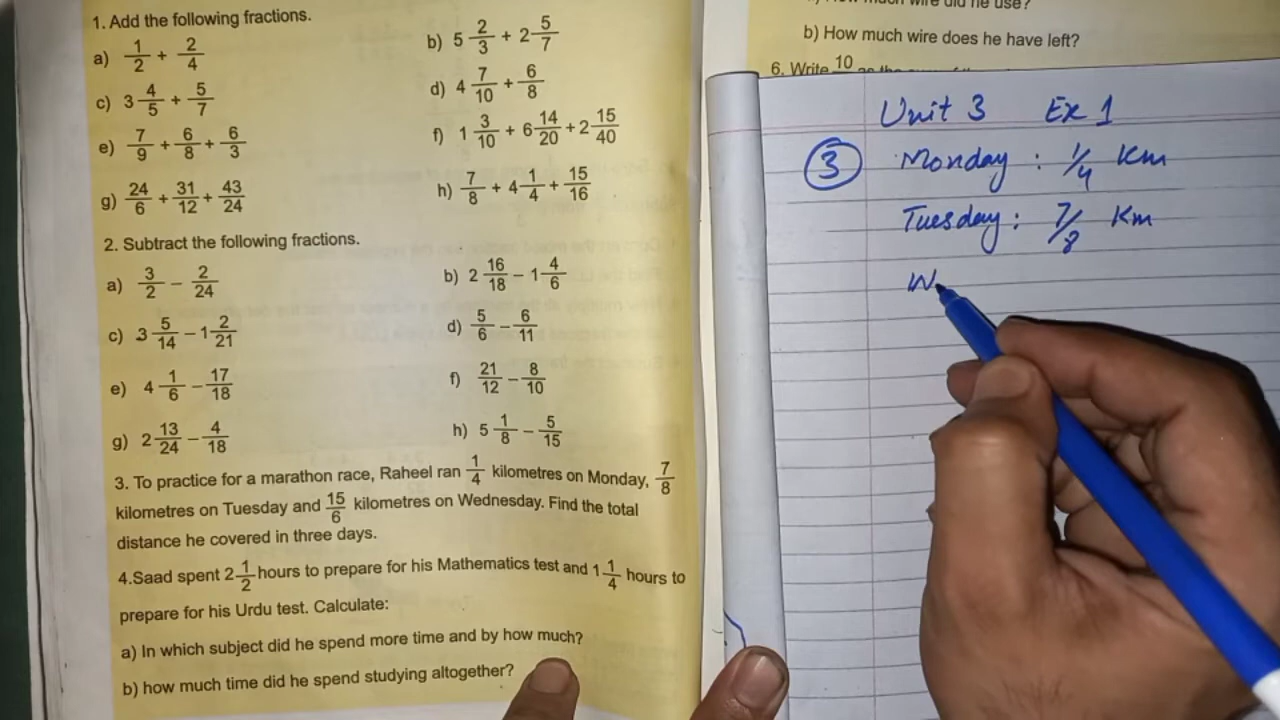 1. Add the following fractions.
a) 1/2 + 2/4
b) 5 2/3 + 2 5/7
c) 3 4/5 + 5/7
d) 4 7/10 + 6/8
e) 7/9 + 6/8 + 6/3
f) 1 3/10 + 6 14/20 + 2 15/40
g) 24/6 + 31/12 + 43/24
h) 7/8 + 4 1/4 + 15/16
2. Subtract the following fractions.
a) 3/2 − 2/24
b) 2 16/18 − 1 4/6
c) 3 5/14 − 1 2/21
d) 5/6 − 6/11
e) 4 1/6 − 17/18
f) 21/12 − 8/10
g) 2 13/24 − 4/18
h) 5 1/8 − 5/15
3. To practice for a marathon race, Raheel ran 1/4 kilometres on Monday, 7/8
kilometres on Tuesday and 15/6 kilometres on Wednesday. Find the total
distance he covered in three days.
4.Saad spent 2 1/2 hours to prepare for his Mathematics test and 1 1/4 hours to
prepare for his Urdu test. Calculate:
a) In which subject did he spend more time and by how much?
b) how much time did he spend studying altogether?
wire did he use?
b) How much wire does he have left?
6. Write 10
Unit 3 Ex 1
3 Monday : 1/4 Km
Tuesday : 7/8 Km
W